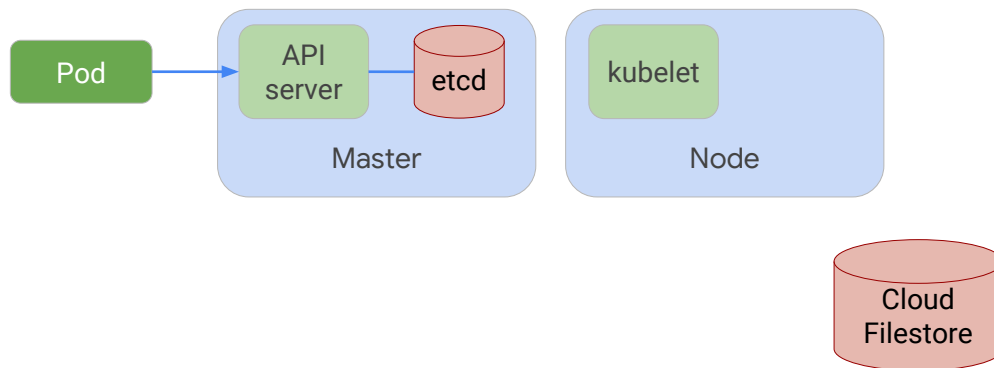 Pod
API
server
etcd
Master
kubelet
Node
Cloud
Filestore